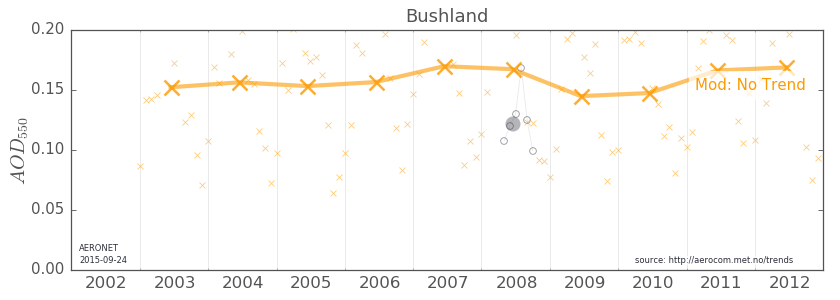 Bushland
0.20
0.15
0.10
0.05
0.00
AOD550
Mod: No Trend
AERONET
2015-09-24
source: http://aerocom.met.no/trends
2002 2003 2004 2005 2006 2007 2008 2009 2010 2011 2012